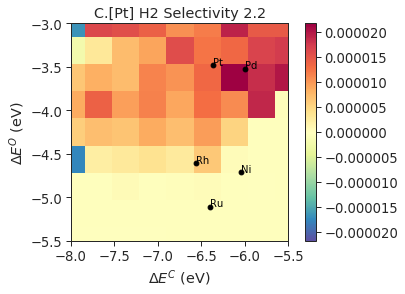 C.[Pt] H2 Selectivity 2.2
−3.0
−3.5
−4.0
−4.5
−5.0
−5.5
ΔE^O (eV)
Pt
Pd
Rh
Ni
Ru
−8.0 −7.5 −7.0 −6.5 −6.0 −5.5
ΔE^C (eV)
0.000020
0.000015
0.000010
0.000005
0.000000
−0.000005
−0.000010
−0.000015
−0.000020